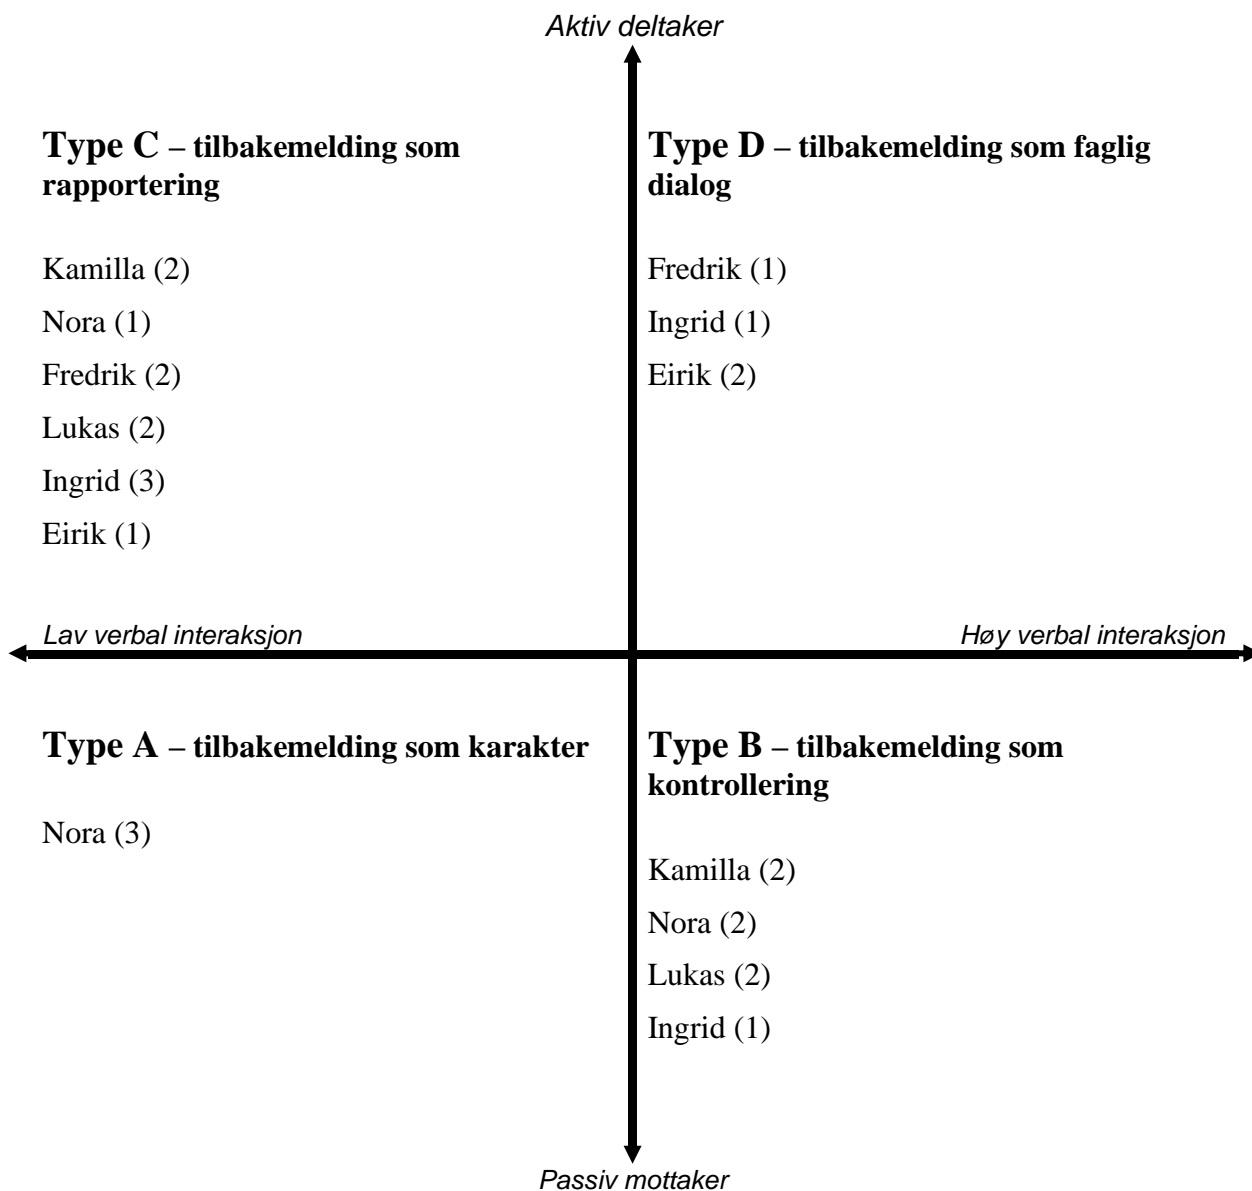 Aktiv deltaker
Type C – tilbakemelding som
rapportering
Kamilla (2)
Nora (1)
Fredrik (2)
Lukas (2)
Ingrid (3)
Eirik (1)
Type D – tilbakemelding som faglig
dialog
Fredrik (1)
Ingrid (1)
Eirik (2)
Lav verbal interaksjon
Høy verbal interaksjon
Type A – tilbakemelding som karakter
Nora (3)
Type B – tilbakemelding som
kontrollering
Kamilla (2)
Nora (2)
Lukas (2)
Ingrid (1)
Passiv mottaker